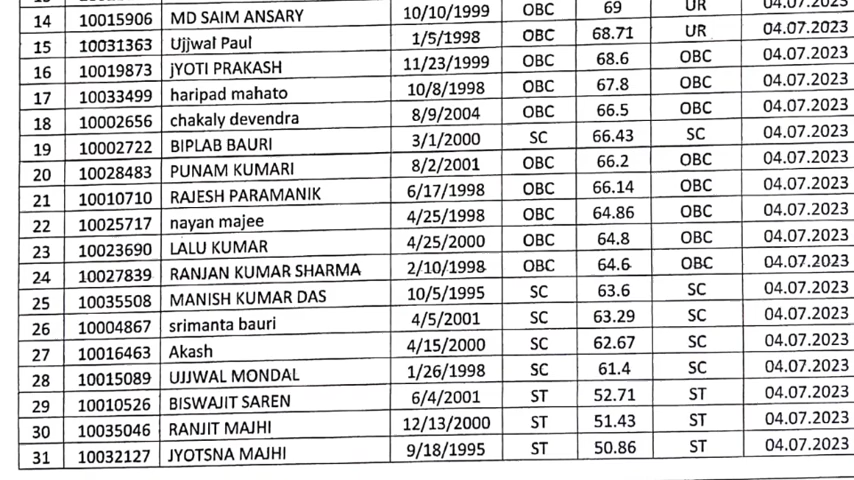 14 10015906 MD SAIM ANSARY 10/10/1999 OBC 69 UR 04.07.2023
15 10031363 Ujjwal Paul 1/5/1998 OBC 68.71 UR 04.07.2023
16 10019873 jYOTI PRAKASH 11/23/1999 OBC 68.6 OBC 04.07.2023
17 10033499 haripad mahato 10/8/1998 OBC 67.8 OBC 04.07.2023
18 10002656 chakaly devendra 8/9/2004 OBC 66.5 OBC 04.07.2023
19 10002722 BIPLAB BAURI 3/1/2000 SC 66.43 SC 04.07.2023
20 10028483 PUNAM KUMARI 8/2/2001 OBC 66.2 OBC 04.07.2023
21 10010710 RAJESH PARAMANIK 6/17/1998 OBC 66.14 OBC 04.07.2023
22 10025717 nayan majee 4/25/1998 OBC 64.86 OBC 04.07.2023
23 10023690 LALU KUMAR 4/25/2000 OBC 64.8 OBC 04.07.2023
24 10027839 RANJAN KUMAR SHARMA 2/10/1998 OBC 64.6 OBC 04.07.2023
25 10035508 MANISH KUMAR DAS 10/5/1995 SC 63.6 SC 04.07.2023
26 10004867 srimanta bauri 4/5/2001 SC 63.29 SC 04.07.2023
27 10016463 Akash 4/15/2000 SC 62.67 SC 04.07.2023
28 10015089 UJJWAL MONDAL 1/26/1998 SC 61.4 SC 04.07.2023
29 10010526 BISWAJIT SAREN 6/4/2001 ST 52.71 ST 04.07.2023
30 10035046 RANJIT MAJHI 12/13/2000 ST 51.43 ST 04.07.2023
31 10032127 JYOTSNA MAJHI 9/18/1995 ST 50.86 ST 04.07.2023